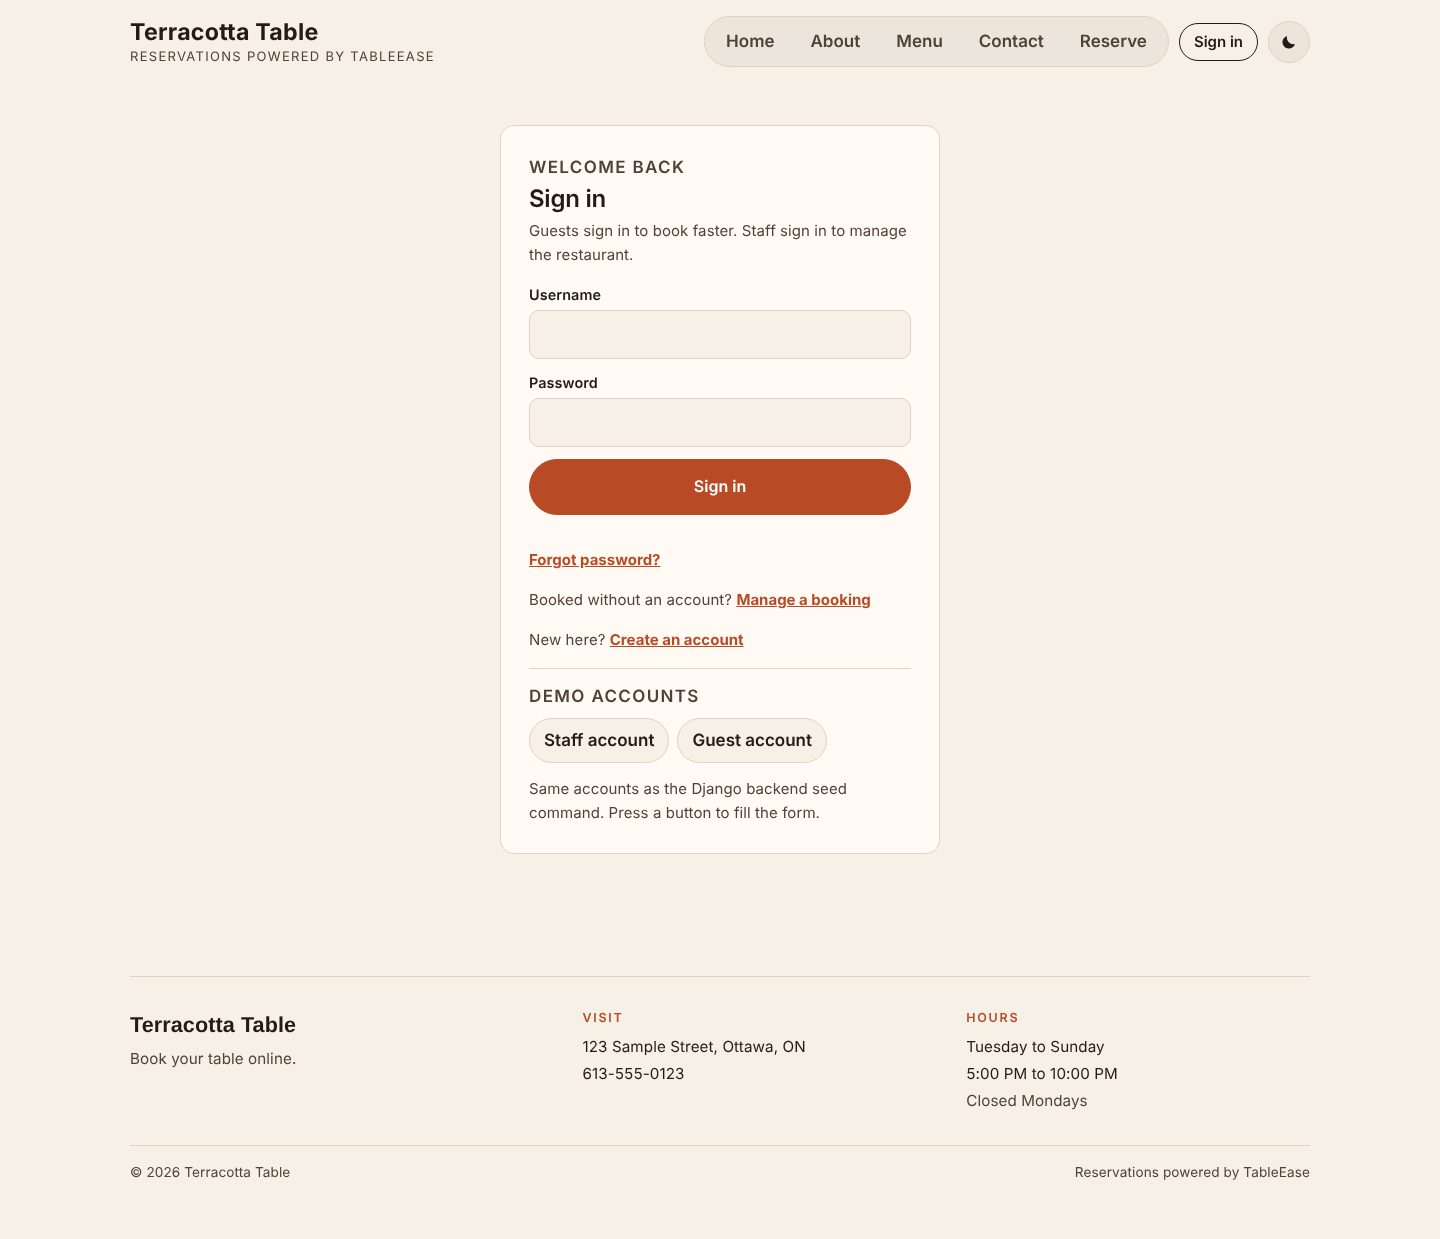 Terracotta Table
RESERVATIONS POWERED BY TABLEEASE
Home About Menu Contact Reserve Sign in
WELCOME BACK
Sign in
Guests sign in to book faster. Staff sign in to manage
the restaurant.
Username
Password
Sign in
Forgot password?
Booked without an account? Manage a booking
New here? Create an account
DEMO ACCOUNTS
Staff account Guest account
Same accounts as the Django backend seed
command. Press a button to fill the form.
Terracotta Table
Book your table online.
VISIT
123 Sample Street, Ottawa, ON
613-555-0123
HOURS
Tuesday to Sunday
5:00 PM to 10:00 PM
Closed Mondays
© 2026 Terracotta Table
Reservations powered by TableEase